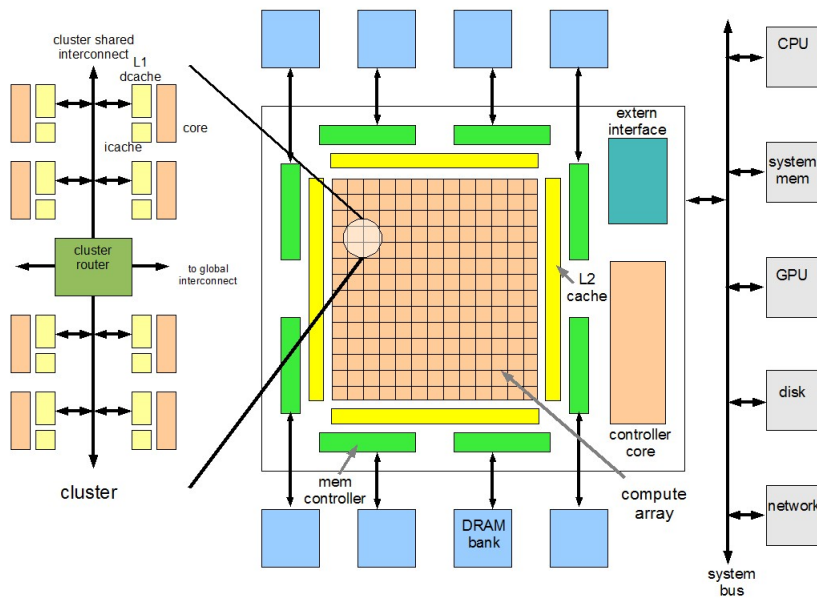 cluster shared
interconnect
L1
dcache
core
icache
cluster
router
to global
interconnect
cluster
extern
interface
L2
cache
controller
core
mem
controller
compute
array
DRAM
bank
CPU
system
mem
GPU
disk
network
system
bus